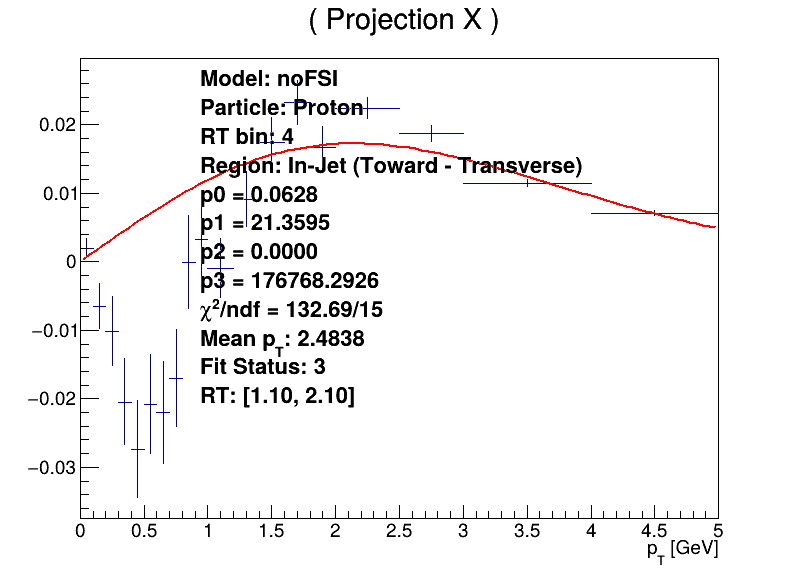 ( Projection X )
Model: noFSI
Particle: Proton
RT bin: 4
Region: In-Jet (Toward - Transverse)
p0 = 0.0628
p1 = 21.3595
p2 = 0.0000
p3 = 176768.2926
χ²/ndf = 132.69/15
Mean p_T: 2.4838
Fit Status: 3
RT: [1.10, 2.10]
0.02
0.01
0
−0.01
−0.02
−0.03
0 0.5 1 1.5 2 2.5 3 3.5 4 4.5 5
p_T [GeV]